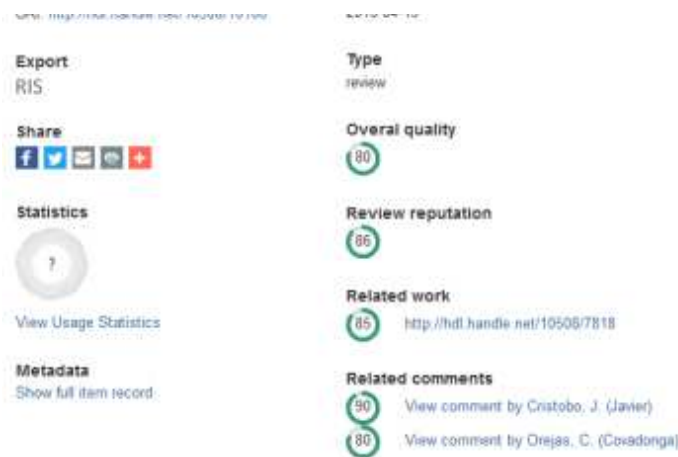 Export
RIS
Share
Statistics
?
View Usage Statistics
Metadata
Show full item record
Type
review
Overal quality
80
Review reputation
86
Related work
85 http://hdl.handle.net/10508/7818
Related comments
90 View comment by Cristobo, J. (Javier)
80 View comment by Orejas, C. (Covadonga)